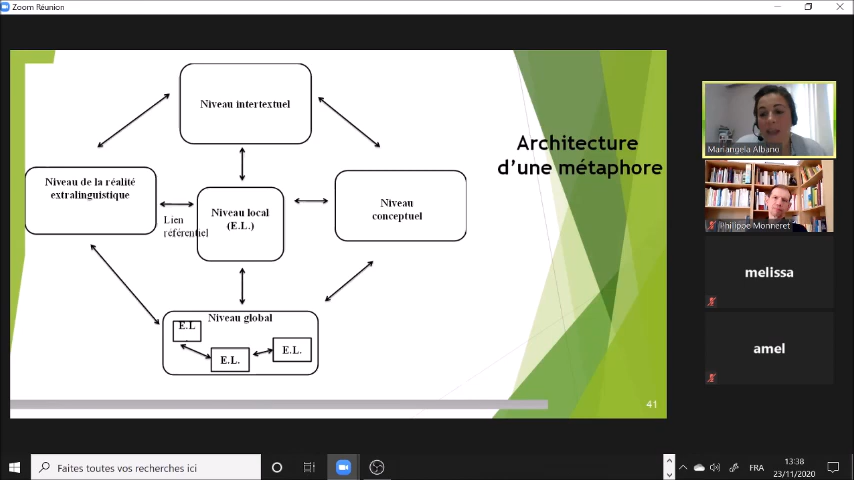 Zoom Réunion
Niveau intertextuel
Architecture
d'une métaphore
Niveau de la réalité
extralinguistique
Lien
référentiel
Niveau local
(E.L.)
Niveau
conceptuel
Niveau global
E.L
E.L.
E.L.
41
Mariangela Albano
Philippe Monneret
melissa
amel
Faites toutes vos recherches ici
FRA
13:38
23/11/2020